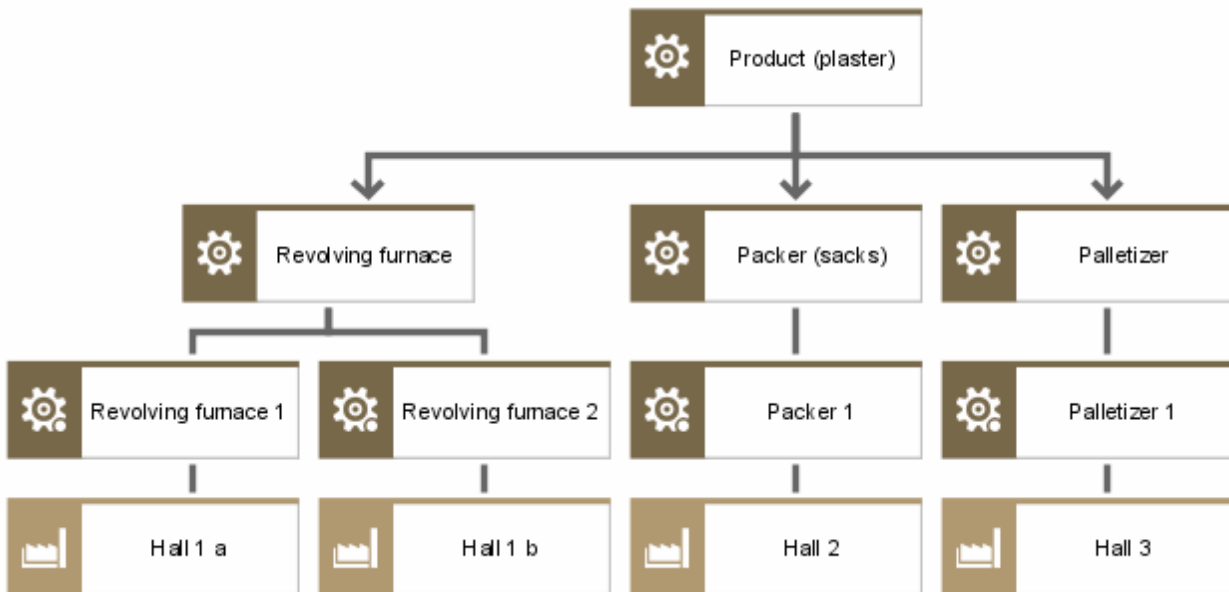 Product (plaster)
Revolving furnace
Packer (sacks)
Palletizer
Revolving furnace 1
Revolving furnace 2
Packer 1
Palletizer 1
Hall 1 a
Hall 1 b
Hall 2
Hall 3